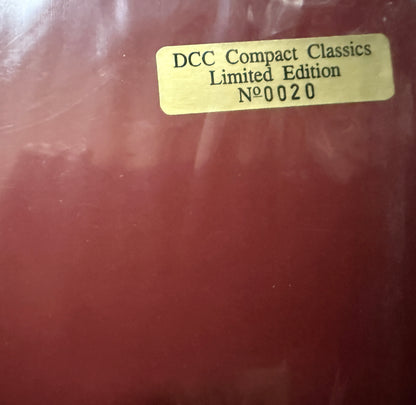 DCC Compact Classics
Limited Edition
Nº0020